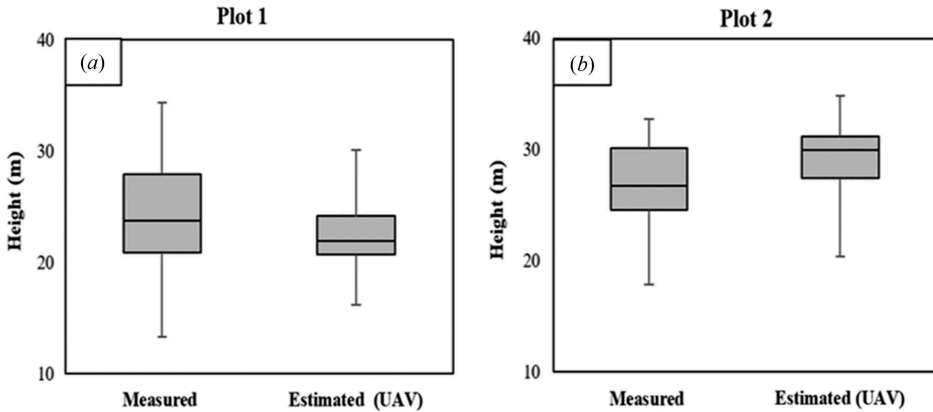 Plot 1
(a)
40
30
20
10
Height (m)
Measured
Estimated (UAV)
Plot 2
(b)
40
30
20
10
Height (m)
Measured
Estimated (UAV)